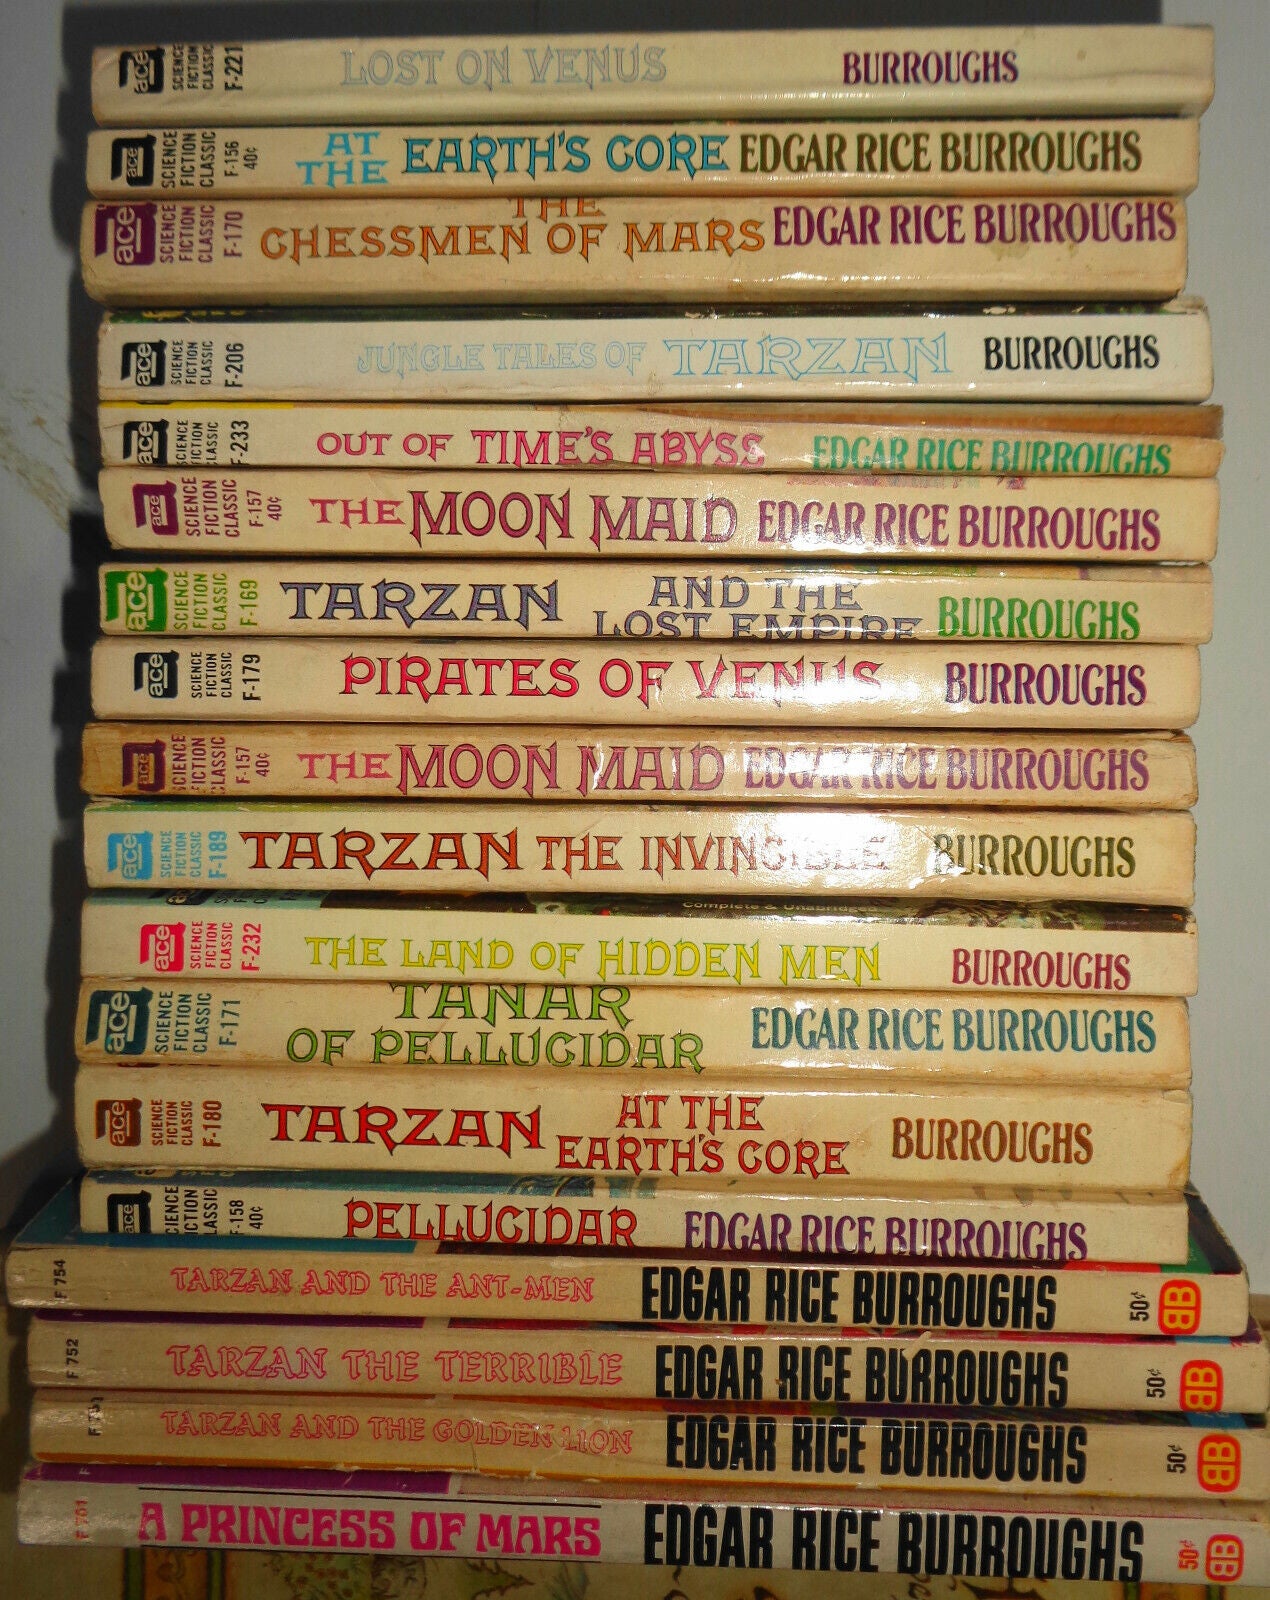 ace
SCIENCE
FICTION
CLASSIC
F-221
LOST ON VENUS
BURROUGHS
ace
SCIENCE
FICTION
CLASSIC
F-156
40¢
AT
THE
EARTH'S CORE
EDGAR RICE BURROUGHS
ace
SCIENCE
FICTION
CLASSIC
F-170
THE
CHESSMEN OF MARS
EDGAR RICE BURROUGHS
ace
SCIENCE
FICTION
CLASSIC
F-206
JUNGLE TALES OF TARZAN
BURROUGHS
ace
SCIENCE
FICTION
CLASSIC
F-233
OUT OF TIME'S ABYSS
EDGAR RICE BURROUGHS
ace
SCIENCE
FICTION
CLASSIC
F-157
40¢
THE MOON MAID
EDGAR RICE BURROUGHS
ace
SCIENCE
FICTION
CLASSIC
F-169
TARZAN
AND THE
LOST EMPIRE
BURROUGHS
ace
SCIENCE
FICTION
CLASSIC
F-179
PIRATES OF VENUS
BURROUGHS
ace
SCIENCE
FICTION
CLASSIC
F-157
40¢
THE MOON MAID
EDGAR RICE BURROUGHS
ace
SCIENCE
FICTION
CLASSIC
F-189
TARZAN THE INVINCIBLE
BURROUGHS
Complete & Unabridged
ace
SCIENCE
FICTION
CLASSIC
F-232
THE LAND OF HIDDEN MEN
BURROUGHS
ace
SCIENCE
FICTION
CLASSIC
F-171
TANAR
OF PELLUCIDAR
EDGAR RICE BURROUGHS
ace
SCIENCE
FICTION
CLASSIC
F-180
TARZAN
AT THE
EARTH'S CORE
BURROUGHS
ace
SCIENCE
FICTION
CLASSIC
F-158
40¢
PELLUCIDAR
EDGAR RICE BURROUGHS
F 754
TARZAN AND THE ANT-MEN
EDGAR RICE BURROUGHS
50¢
BB
F 752
TARZAN THE TERRIBLE
EDGAR RICE BURROUGHS
50¢
BB
TARZAN AND THE GOLDEN LION
EDGAR RICE BURROUGHS
50¢
BB
F 701
A PRINCESS OF MARS
EDGAR RICE BURROUGHS
50¢
BB